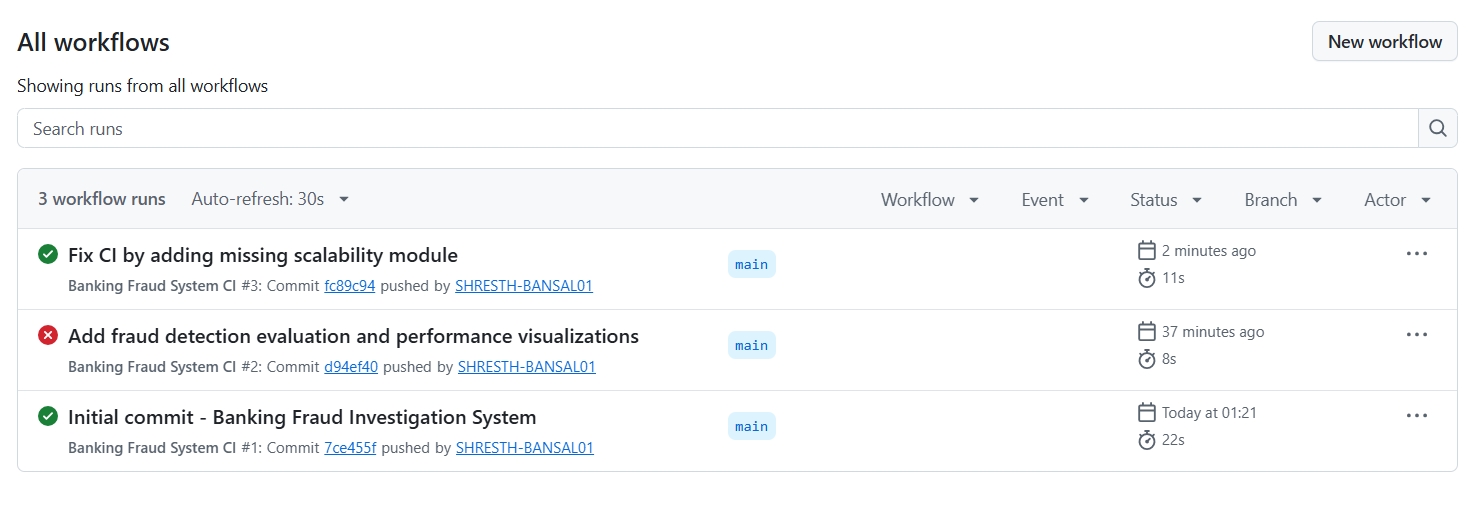 All workflows
New workflow
Showing runs from all workflows
Search runs
3 workflow runs Auto-refresh: 30s Workflow Event Status Branch Actor
Fix CI by adding missing scalability module
main
2 minutes ago
Banking Fraud System CI #3: Commit fc89c94 pushed by SHRESTH-BANSAL01
11s
Add fraud detection evaluation and performance visualizations
main
37 minutes ago
Banking Fraud System CI #2: Commit d94ef40 pushed by SHRESTH-BANSAL01
8s
Initial commit - Banking Fraud Investigation System
main
Today at 01:21
Banking Fraud System CI #1: Commit 7ce455f pushed by SHRESTH-BANSAL01
22s